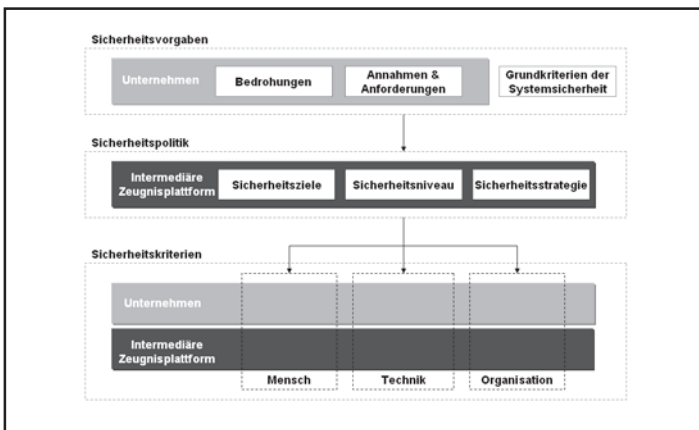 Sicherheitsvorgaben
Unternehmen
Bedrohungen
Annahmen &
Anforderungen
Grundkriterien der
Systemsicherheit
Sicherheitspolitik
Intermediäre
Zeugnisplattform
Sicherheitsziele
Sicherheitsniveau
Sicherheitsstrategie
Sicherheitskriterien
Unternehmen
Intermediäre
Zeugnisplattform
Mensch
Technik
Organisation